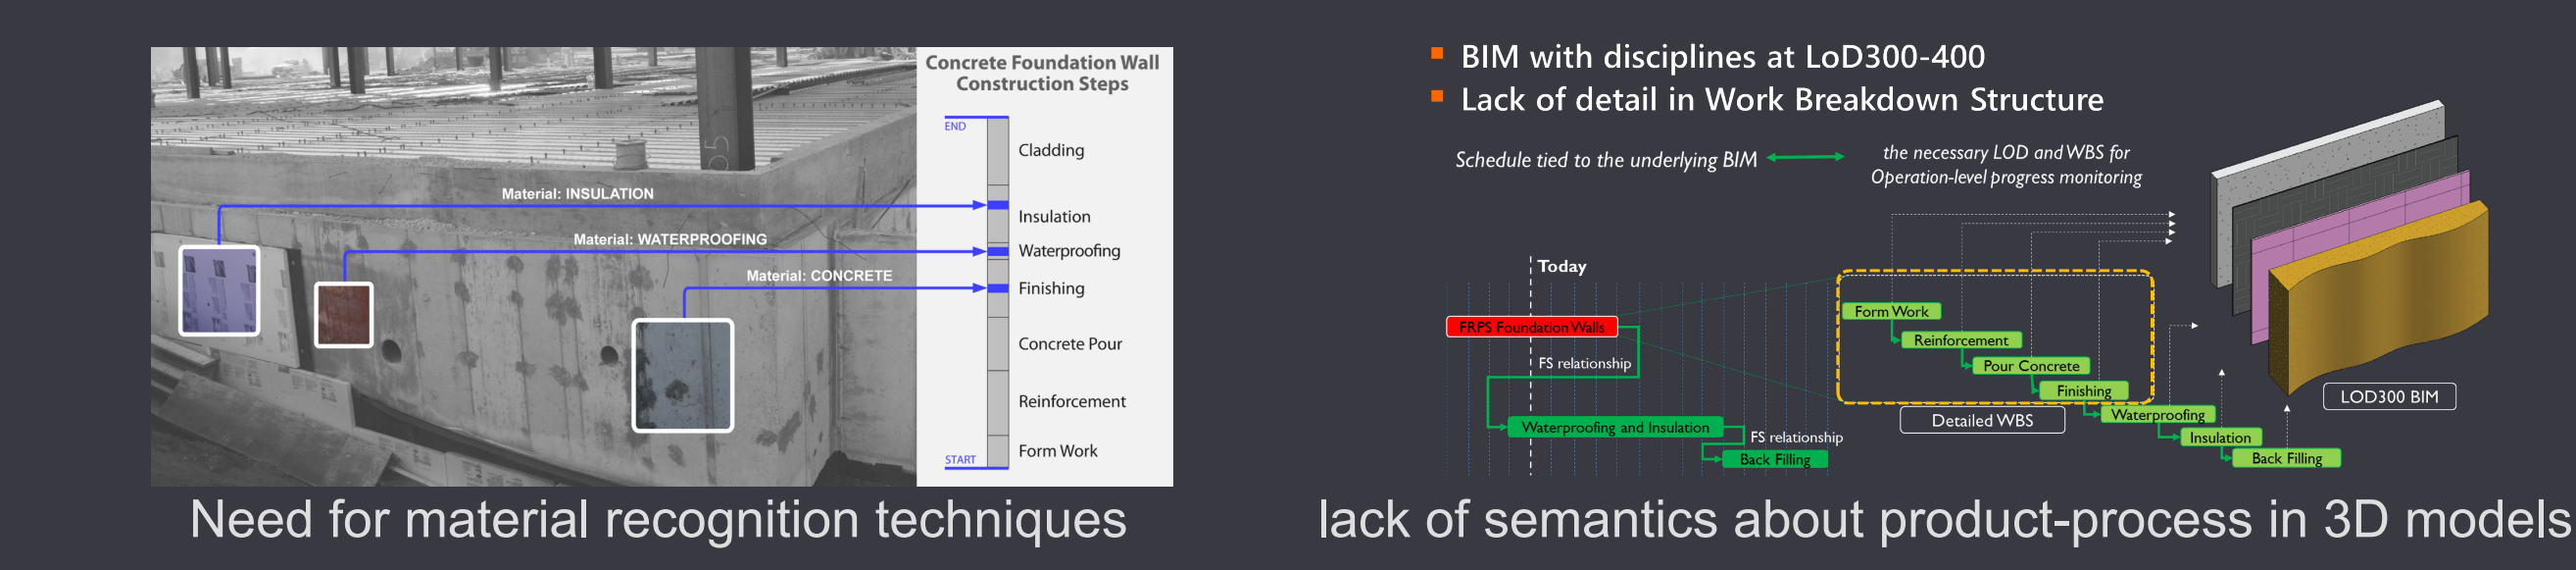 Concrete Foundation Wall
Construction Steps
END
Cladding
Material: INSULATION
Insulation
Material: WATERPROOFING
Waterproofing
Material: CONCRETE
Finishing
Concrete Pour
Reinforcement
Form Work
START
Need for material recognition techniques
BIM with disciplines at LoD300-400
Lack of detail in Work Breakdown Structure
Schedule tied to the underlying BIM
the necessary LOD and WBS for
Operation-level progress monitoring
Today
FRPS Foundation Walls
FS relationship
Waterproofing and Insulation
FS relationship
Back Filling
Form Work
Reinforcement
Pour Concrete
Finishing
Detailed WBS
Waterproofing
Insulation
Back Filling
LOD300 BIM
lack of semantics about product-process in 3D models